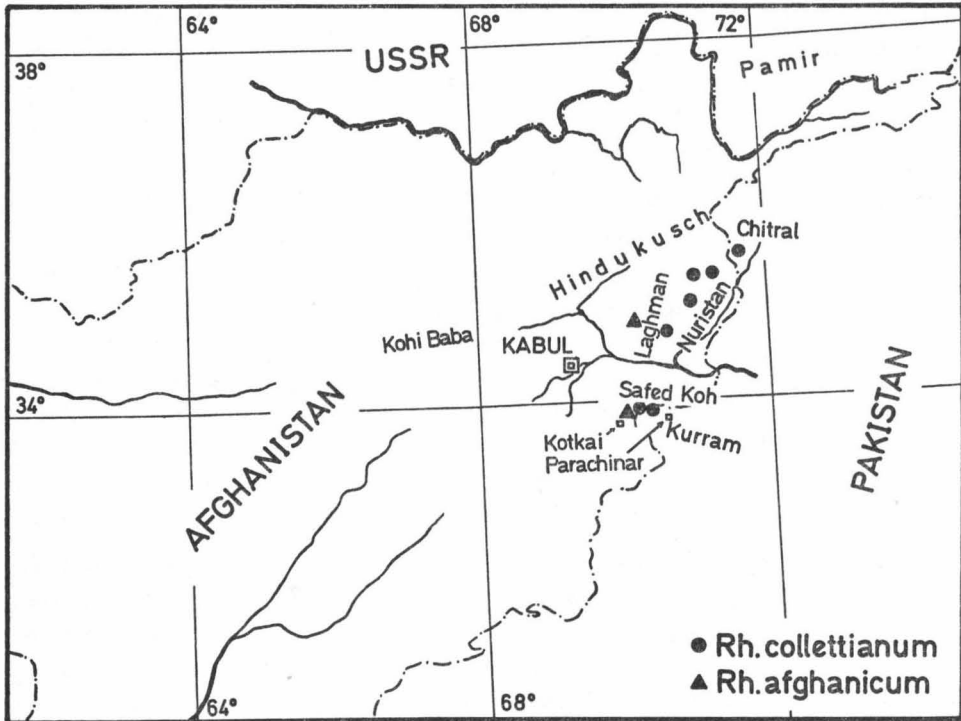 64°
68°
72°
38°
USSR
Pamir
Hindukusch
Chitral
Laghman
Nuristan
Kohi Baba
KABUL
34°
Safed Koh
Kotkai
Kurram
Parachinar
AFGHANISTAN
PAKISTAN
● Rh. collettianum
▲ Rh. afghanicum
64°
68°